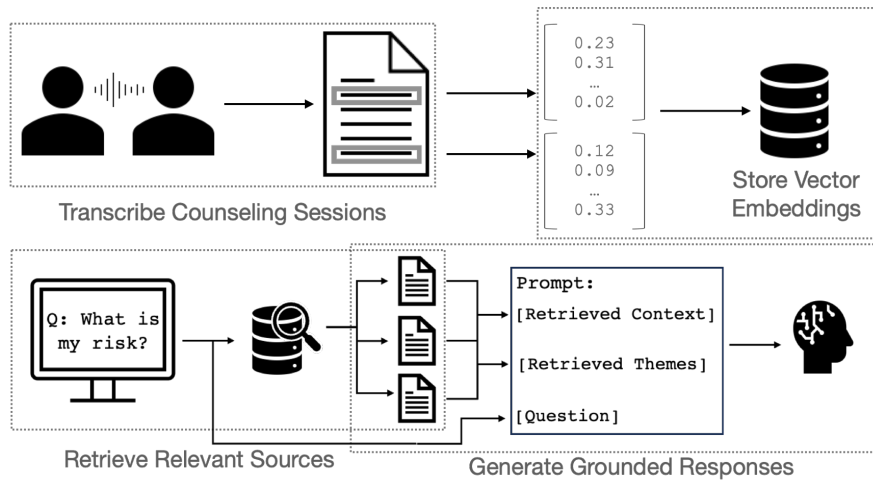 0.23
0.31
…
0.02
0.12
0.09
…
0.33
Transcribe Counseling Sessions
Store Vector
Embeddings
Q: What is
my risk?
Prompt:
[Retrieved Context]
[Retrieved Themes]
[Question]
Retrieve Relevant Sources
Generate Grounded Responses